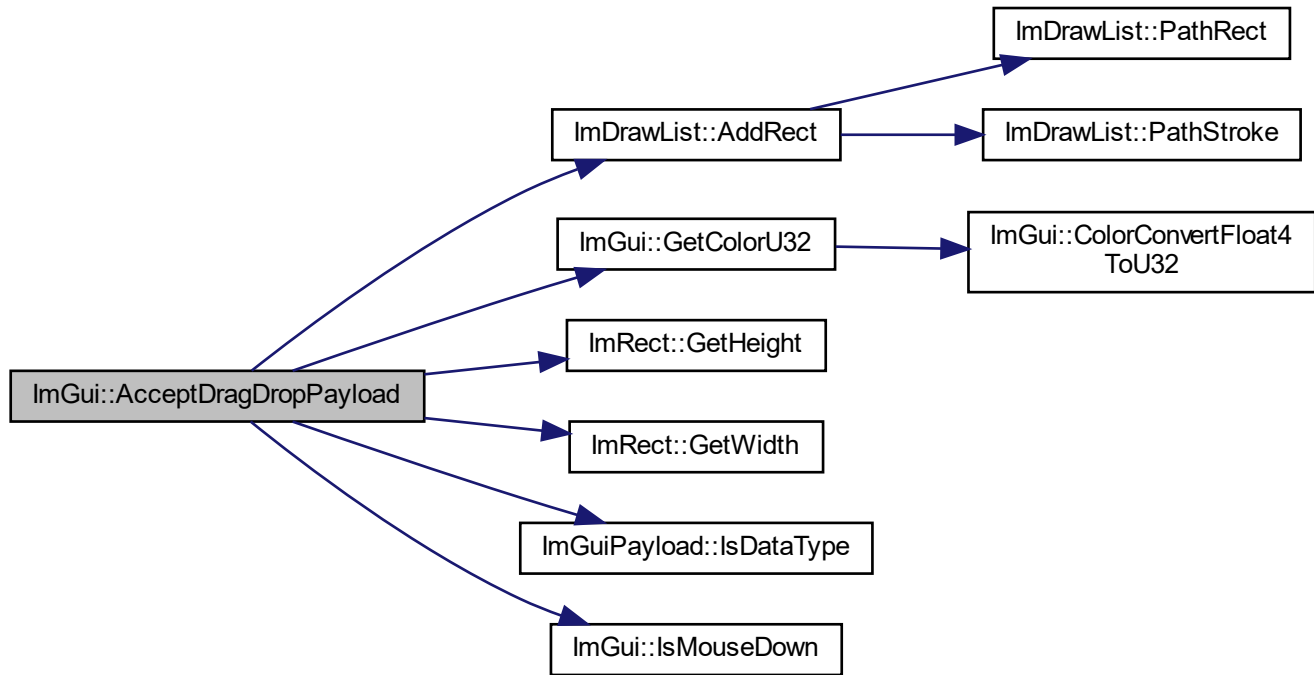 ImDrawList::PathRect
ImDrawList::AddRect
ImDrawList::PathStroke
ImGui::GetColorU32
ImGui::ColorConvertFloat4
ToU32
ImRect::GetHeight
ImGui::AcceptDragDropPayload
ImRect::GetWidth
ImGuiPayload::IsDataType
ImGui::IsMouseDown